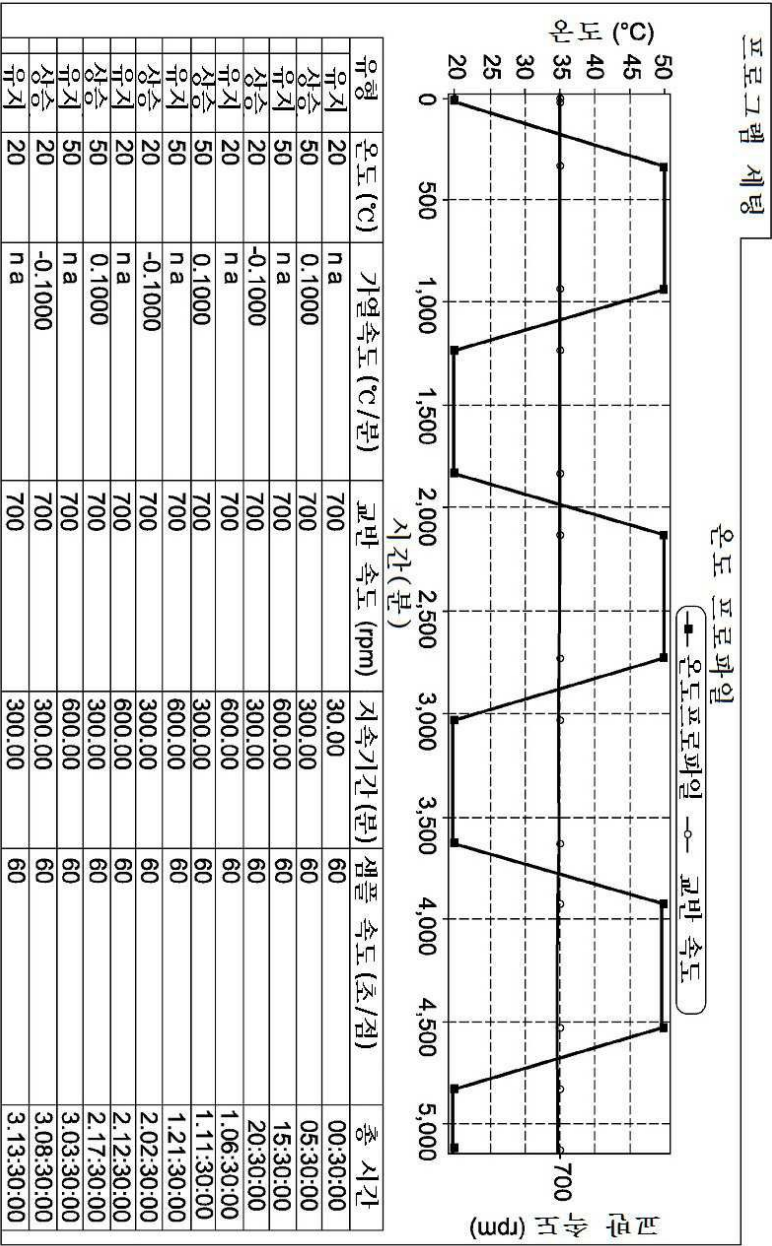 프로그램 세팅
온도 프로파일
온도프로파일 교반 속도
온도 (°C)
50
45
40
35
30
25
20
700
교반 속도 (rpm)
0 500 1,000 1,500 2,000 2,500 3,000 3,500 4,000 4,500 5,000
시간(분)
유형 온도(°C) 가열속도(°C/분) 교반 속도 (rpm) 지속기간(분) 샘플 속도(초/점) 총 시간
유지 20 n a 700 30.00 60 00:30:00
상승 50 0.1000 700 300.00 60 05:30:00
유지 50 n a 700 600.00 60 15:30:00
상승 20 -0.1000 700 300.00 60 20:30:00
유지 20 n a 700 600.00 60 1.06:30:00
상승 50 0.1000 700 300.00 60 1.11:30:00
유지 50 n a 700 600.00 60 1.21:30:00
상승 20 -0.1000 700 300.00 60 2.02:30:00
유지 20 n a 700 600.00 60 2.12:30:00
상승 50 0.1000 700 300.00 60 2.17:30:00
유지 50 n a 700 600.00 60 3.03:30:00
상승 20 -0.1000 700 300.00 60 3.08:30:00
유지 20 n a 700 300.00 60 3.13:30:00